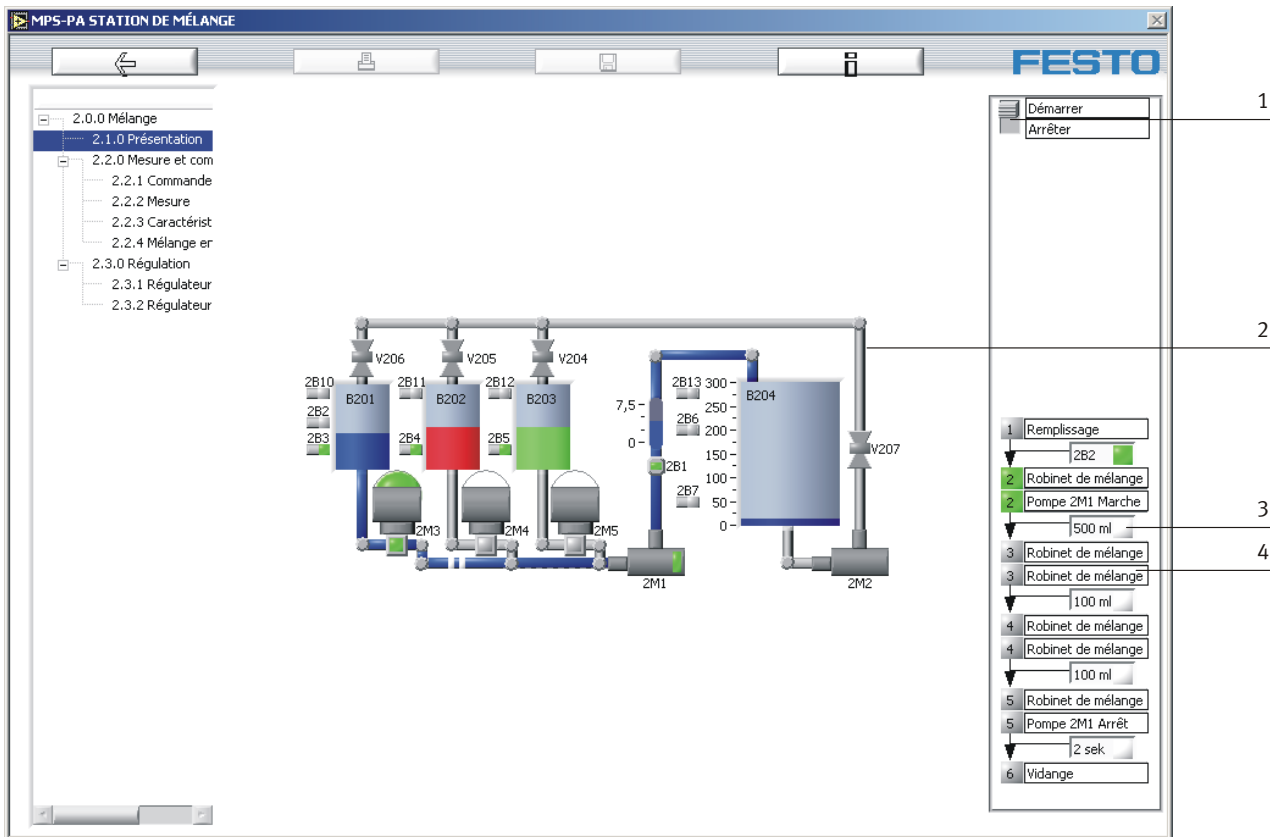 MPS-PA STATION DE MÉLANGE
FESTO
2.0.0 Mélange
2.1.0 Présentation
2.2.0 Mesure et com
2.2.1 Commande
2.2.2 Mesure
2.2.3 Caractérist
2.2.4 Mélange er
2.3.0 Régulation
2.3.1 Régulateur
2.3.2 Régulateur
V206
V205
V204
2B10
2B11
2B12
B201
B202
B203
2B2
2B3
2B4
2B5
2M3
2M4
2M5
7,5
0
2B1
2M1
2B13
2B6
2B7
300
250
200
150
100
50
0
B204
V207
2M2
Démarrer
Arrêter
1 Remplissage
2B2
2 Robinet de mélange
2 Pompe 2M1 Marche
500 ml
3 Robinet de mélange
3 Robinet de mélange
100 ml
4 Robinet de mélange
4 Robinet de mélange
100 ml
5 Robinet de mélange
5 Pompe 2M1 Arrêt
2 sek
6 Vidange
1
2
3
4